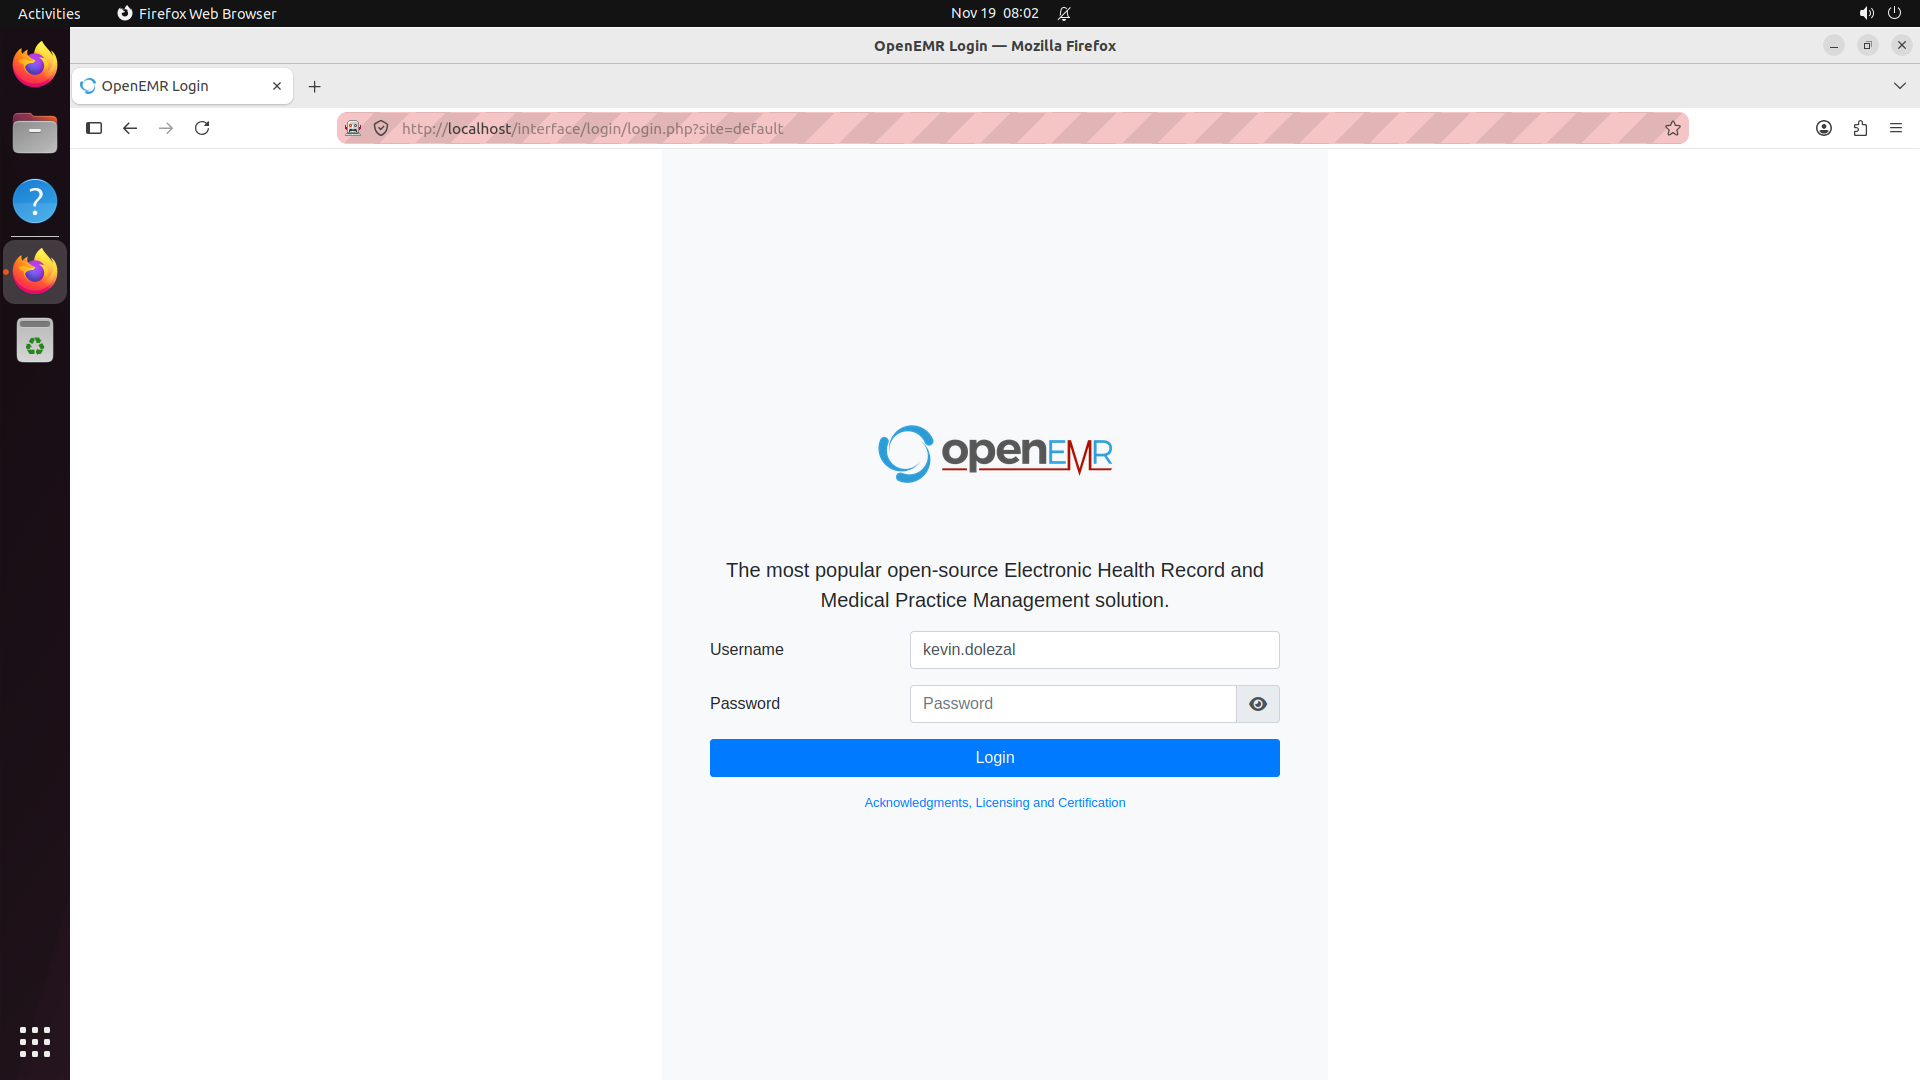 Activities
Firefox Web Browser
Nov 19 08:02
OpenEMR Login — Mozilla Firefox
OpenEMR Login
http://localhost/interface/login/login.php?site=default
openEMR
The most popular open-source Electronic Health Record and
Medical Practice Management solution.
Username
kevin.dolezal
Password
Password
Login
Acknowledgments, Licensing and Certification